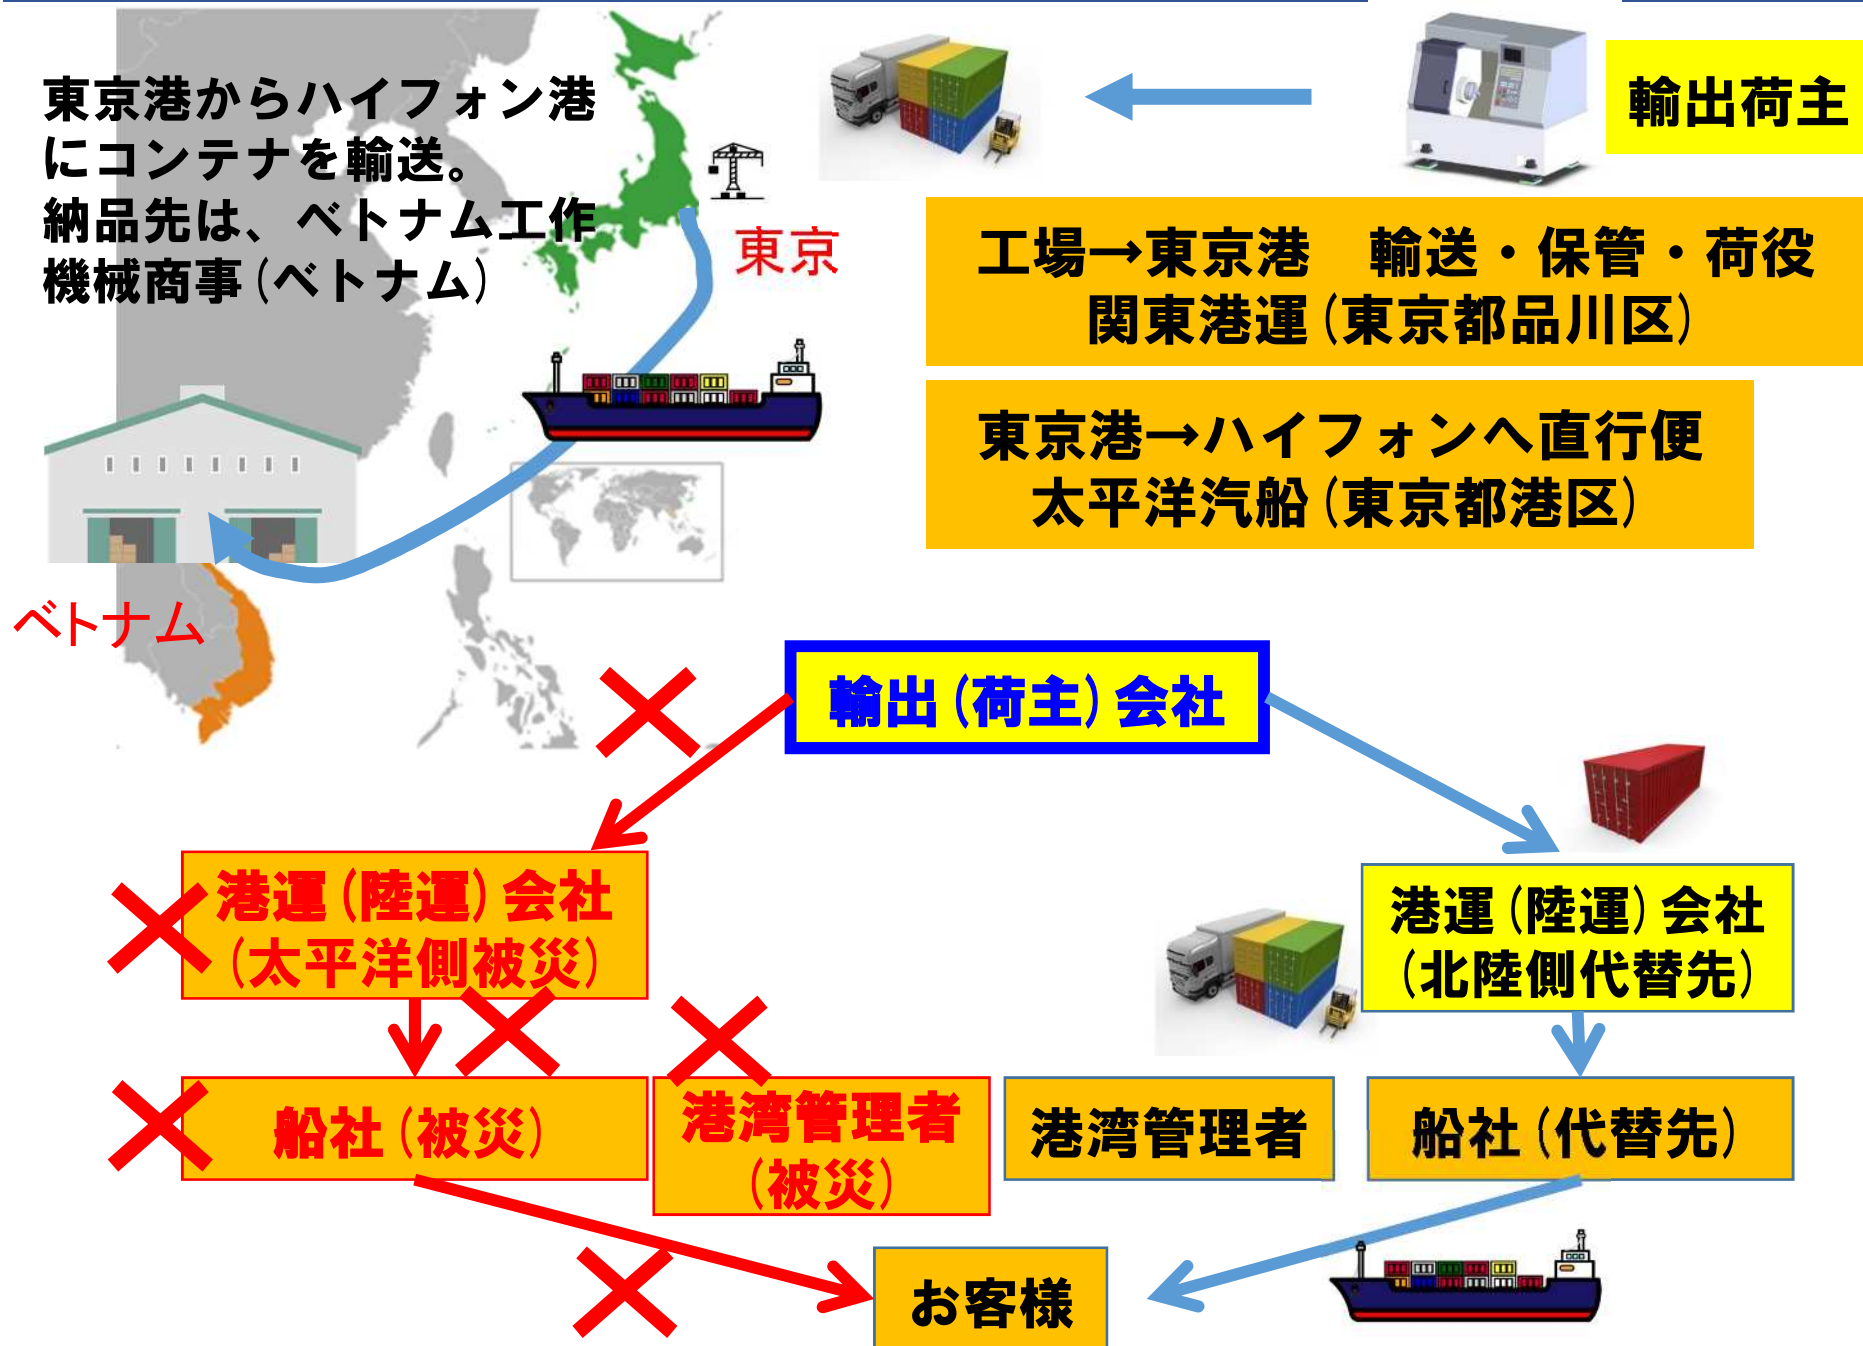 東京港からハイフォン港
にコンテナを輸送。
納品先は、ベトナム工作
機械商事(ベトナム)
輸出荷主
東京
工場→東京港　輸送・保管・荷役
関東港運(東京都品川区)
東京港→ハイフォンへ直行便
太平洋汽船(東京都港区)
ベトナム
輸出(荷主)会社
港運(陸運)会社
(太平洋側被災)
港運(陸運)会社
(北陸側代替先)
船社(被災)
港湾管理者
(被災)
港湾管理者
船社(代替先)
お客様